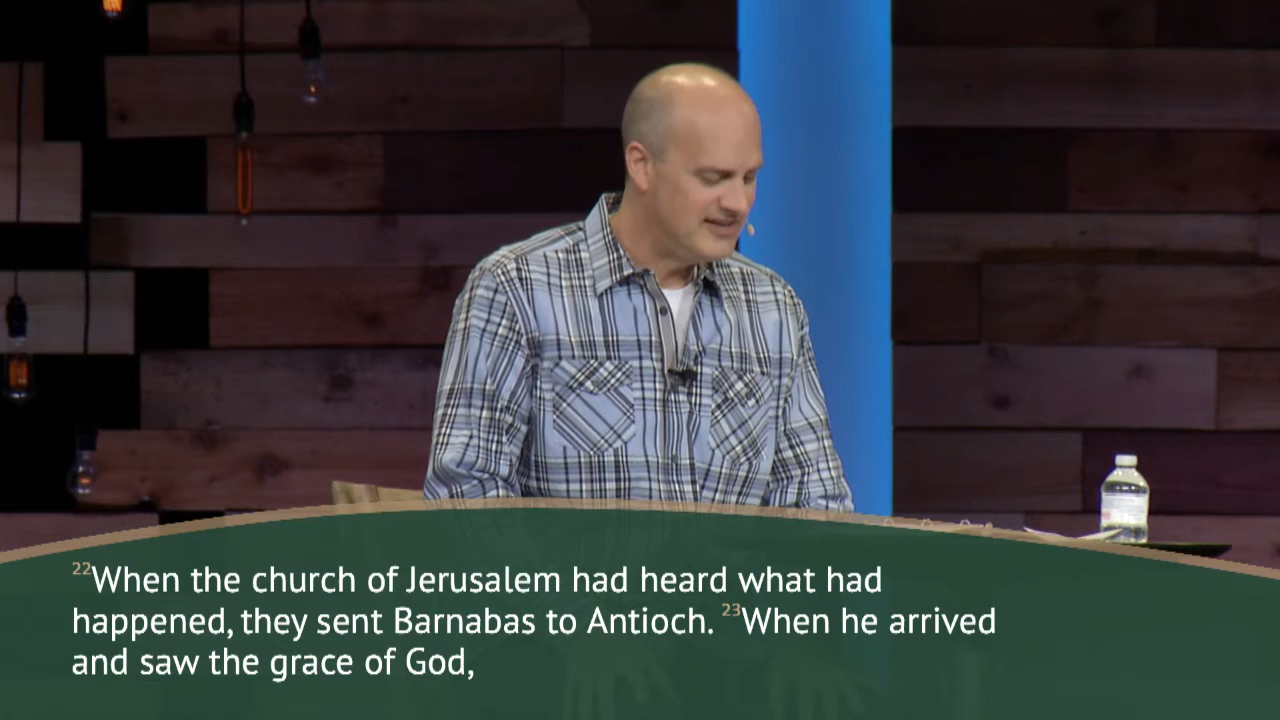 22When the church of Jerusalem had heard what had
happened, they sent Barnabas to Antioch. 23When he arrived
and saw the grace of God,